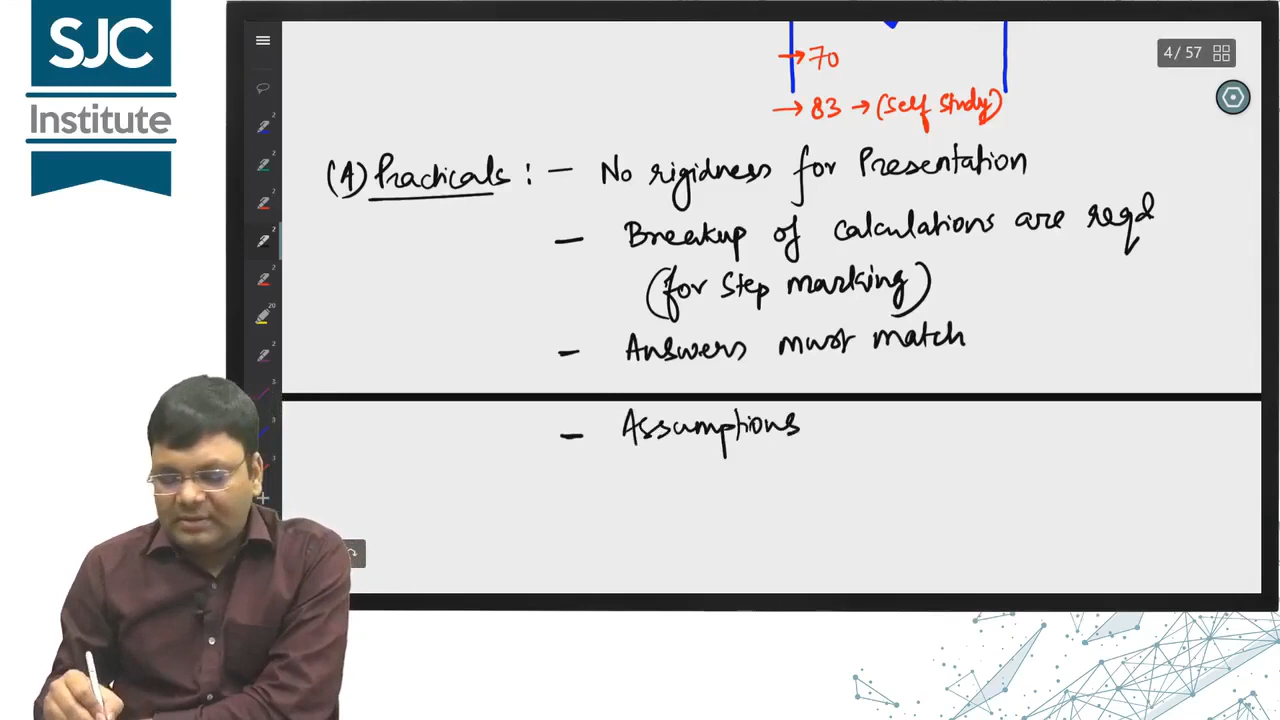 SJC
Institute
4 / 57
→ 70
→ 83 → (Self Study)
(A) Practicals : – No rigidness for Presentation
– Breakup of calculations are reqd
(for Step marking)
– Answers must match
– Assumptions